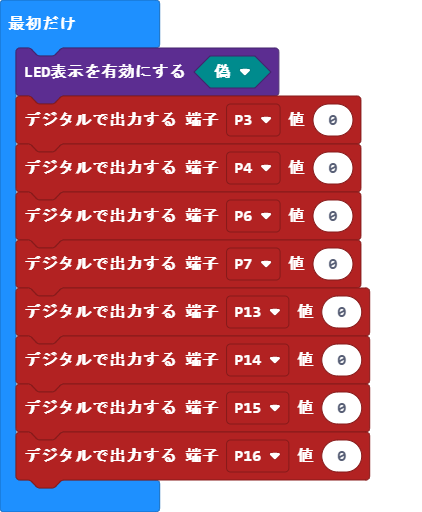 最初だけ
LED表示を有効にする 偽
デジタルで出力する 端子 P3 値 0
デジタルで出力する 端子 P4 値 0
デジタルで出力する 端子 P6 値 0
デジタルで出力する 端子 P7 値 0
デジタルで出力する 端子 P13 値 0
デジタルで出力する 端子 P14 値 0
デジタルで出力する 端子 P15 値 0
デジタルで出力する 端子 P16 値 0